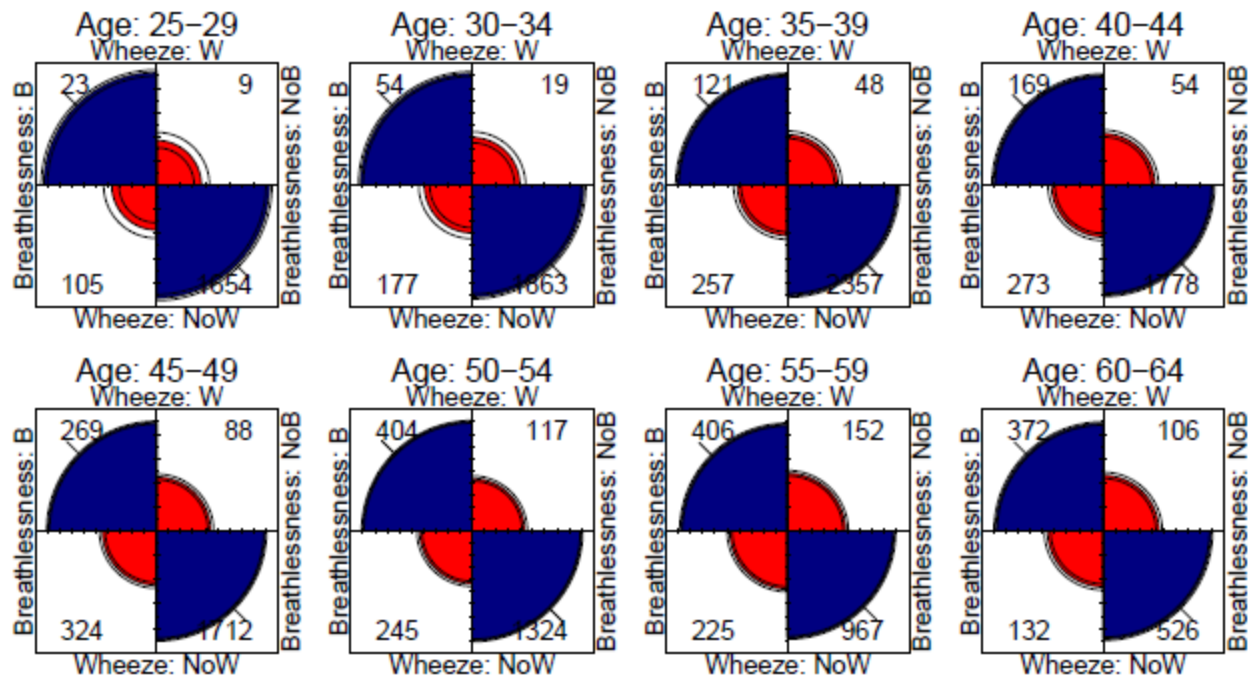 Age: 25−29
Wheeze: W
23
9
Breathlessness: B
Breathlessness: NoB
105
1654
Wheeze: NoW
Age: 30−34
Wheeze: W
54
19
Breathlessness: B
Breathlessness: NoB
177
1863
Wheeze: NoW
Age: 35−39
Wheeze: W
121
48
Breathlessness: B
Breathlessness: NoB
257
2357
Wheeze: NoW
Age: 40−44
Wheeze: W
169
54
Breathlessness: B
Breathlessness: NoB
273
1778
Wheeze: NoW
Age: 45−49
Wheeze: W
269
88
Breathlessness: B
Breathlessness: NoB
324
1712
Wheeze: NoW
Age: 50−54
Wheeze: W
404
117
Breathlessness: B
Breathlessness: NoB
245
1324
Wheeze: NoW
Age: 55−59
Wheeze: W
406
152
Breathlessness: B
Breathlessness: NoB
225
967
Wheeze: NoW
Age: 60−64
Wheeze: W
372
106
Breathlessness: B
Breathlessness: NoB
132
526
Wheeze: NoW